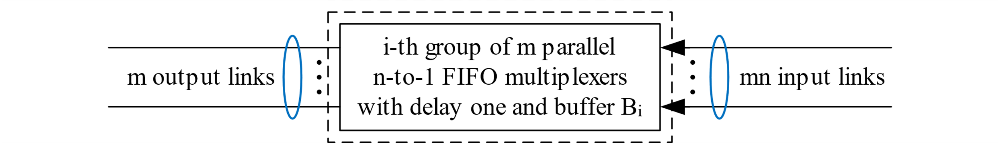 i-th group of m parallel
m output links
n-to-1 FIFO multiplexers
mn input links
with delay one and buffer Bi